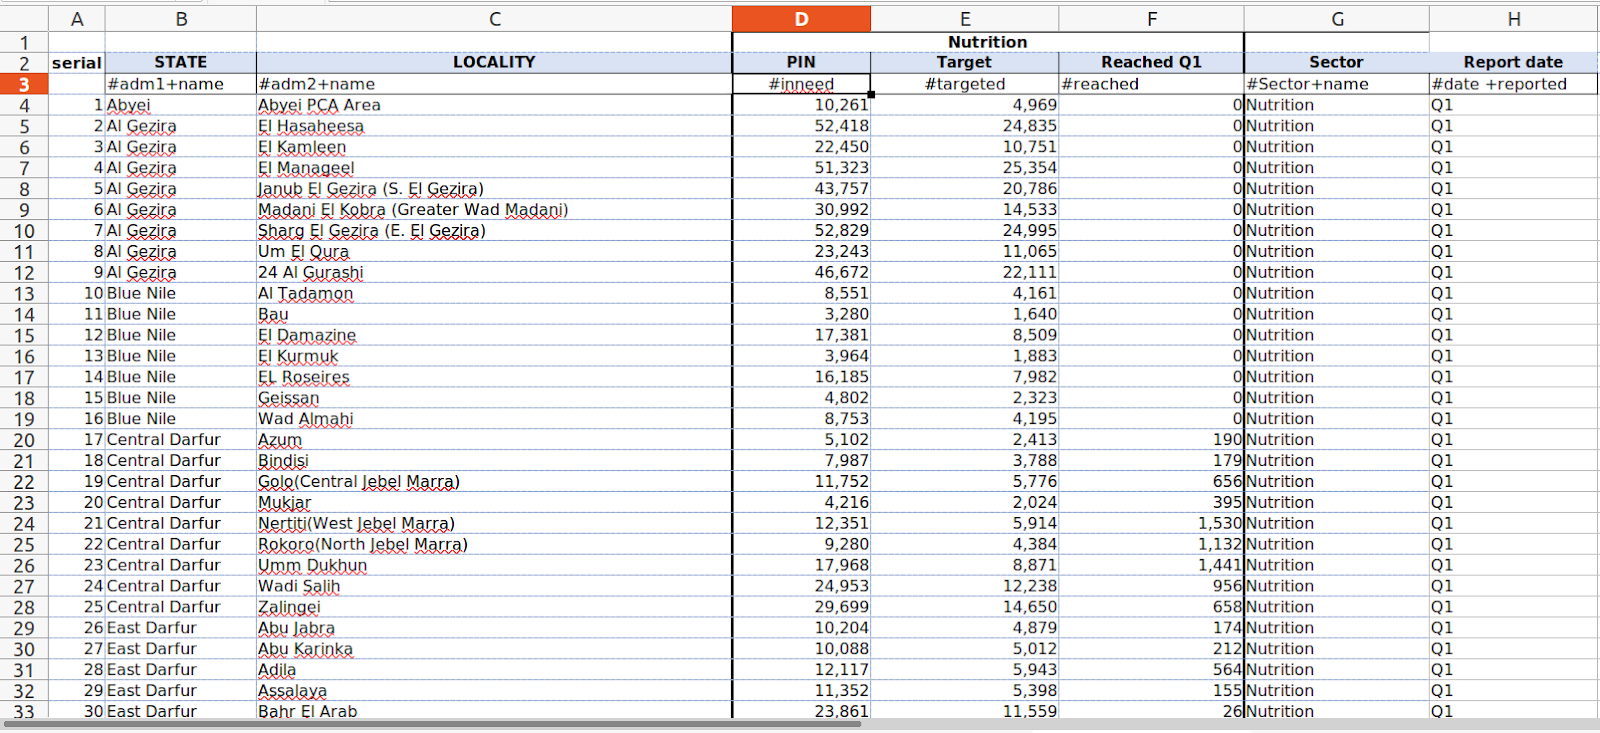 A B C D E F G H
1 Nutrition
2 serial STATE LOCALITY PIN Target Reached Q1 Sector Report date
3 #adm1+name #adm2+name #inneed #targeted #reached #Sector+name #date +reported
4 1 Abyei Abyei PCA Area 10,261 4,969 0 Nutrition Q1
5 2 Al Gezira El Hasaheesa 52,418 24,835 0 Nutrition Q1
6 3 Al Gezira El Kamleen 22,450 10,751 0 Nutrition Q1
7 4 Al Gezira El Manageel 51,323 25,354 0 Nutrition Q1
8 5 Al Gezira Janub El Gezira (S. El Gezira) 43,757 20,786 0 Nutrition Q1
9 6 Al Gezira Madani El Kobra (Greater Wad Madani) 30,992 14,533 0 Nutrition Q1
10 7 Al Gezira Sharg El Gezira (E. El Gezira) 52,829 24,995 0 Nutrition Q1
11 8 Al Gezira Um El Qura 23,243 11,065 0 Nutrition Q1
12 9 Al Gezira 24 Al Gurashi 46,672 22,111 0 Nutrition Q1
13 10 Blue Nile Al Tadamon 8,551 4,161 0 Nutrition Q1
14 11 Blue Nile Bau 3,280 1,640 0 Nutrition Q1
15 12 Blue Nile El Damazine 17,381 8,509 0 Nutrition Q1
16 13 Blue Nile El Kurmuk 3,964 1,883 0 Nutrition Q1
17 14 Blue Nile EL Roseires 16,185 7,982 0 Nutrition Q1
18 15 Blue Nile Geissan 4,802 2,323 0 Nutrition Q1
19 16 Blue Nile Wad Almahi 8,753 4,195 0 Nutrition Q1
20 17 Central Darfur Azum 5,102 2,413 190 Nutrition Q1
21 18 Central Darfur Bindisi 7,987 3,788 179 Nutrition Q1
22 19 Central Darfur Golo(Central Jebel Marra) 11,752 5,776 656 Nutrition Q1
23 20 Central Darfur Mukjar 4,216 2,024 395 Nutrition Q1
24 21 Central Darfur Nertiti(West Jebel Marra) 12,351 5,914 1,530 Nutrition Q1
25 22 Central Darfur Rokoro(North Jebel Marra) 9,280 4,384 1,132 Nutrition Q1
26 23 Central Darfur Umm Dukhun 17,968 8,871 1,441 Nutrition Q1
27 24 Central Darfur Wadi Salih 24,953 12,238 956 Nutrition Q1
28 25 Central Darfur Zalingei 29,699 14,650 658 Nutrition Q1
29 26 East Darfur Abu Jabra 10,204 4,879 174 Nutrition Q1
30 27 East Darfur Abu Karinka 10,088 5,012 212 Nutrition Q1
31 28 East Darfur Adila 12,117 5,943 564 Nutrition Q1
32 29 East Darfur Assalaya 11,352 5,398 155 Nutrition Q1
33 30 East Darfur Bahr El Arab 23,861 11,559 26 Nutrition Q1